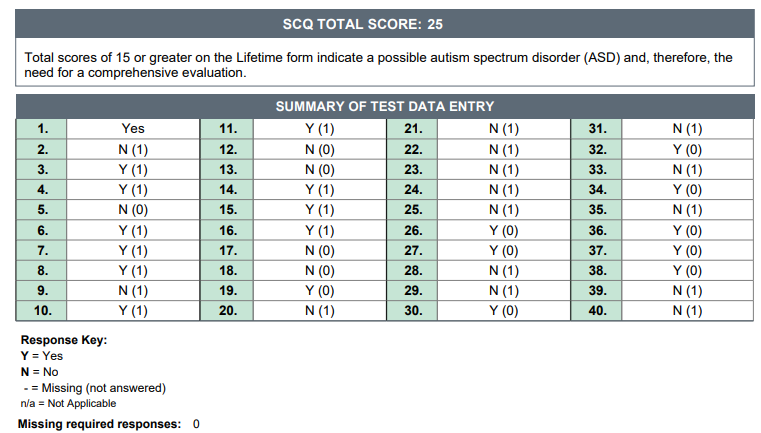 SCQ TOTAL SCORE: 25
Total scores of 15 or greater on the Lifetime form indicate a possible autism spectrum disorder (ASD) and, therefore, the
need for a comprehensive evaluation.
SUMMARY OF TEST DATA ENTRY
1. Yes 11. Y (1) 21. N (1) 31. N (1)
2. N (1) 12. N (0) 22. N (1) 32. Y (0)
3. Y (1) 13. N (0) 23. N (1) 33. N (1)
4. Y (1) 14. Y (1) 24. N (1) 34. Y (0)
5. N (0) 15. Y (1) 25. N (1) 35. N (1)
6. Y (1) 16. Y (1) 26. Y (0) 36. Y (0)
7. Y (1) 17. N (0) 27. Y (0) 37. Y (0)
8. Y (1) 18. N (0) 28. N (1) 38. Y (0)
9. N (1) 19. Y (0) 29. N (1) 39. N (1)
10. Y (1) 20. N (1) 30. Y (0) 40. N (1)
Response Key:
Y = Yes
N = No
- = Missing (not answered)
n/a = Not Applicable
Missing required responses: 0